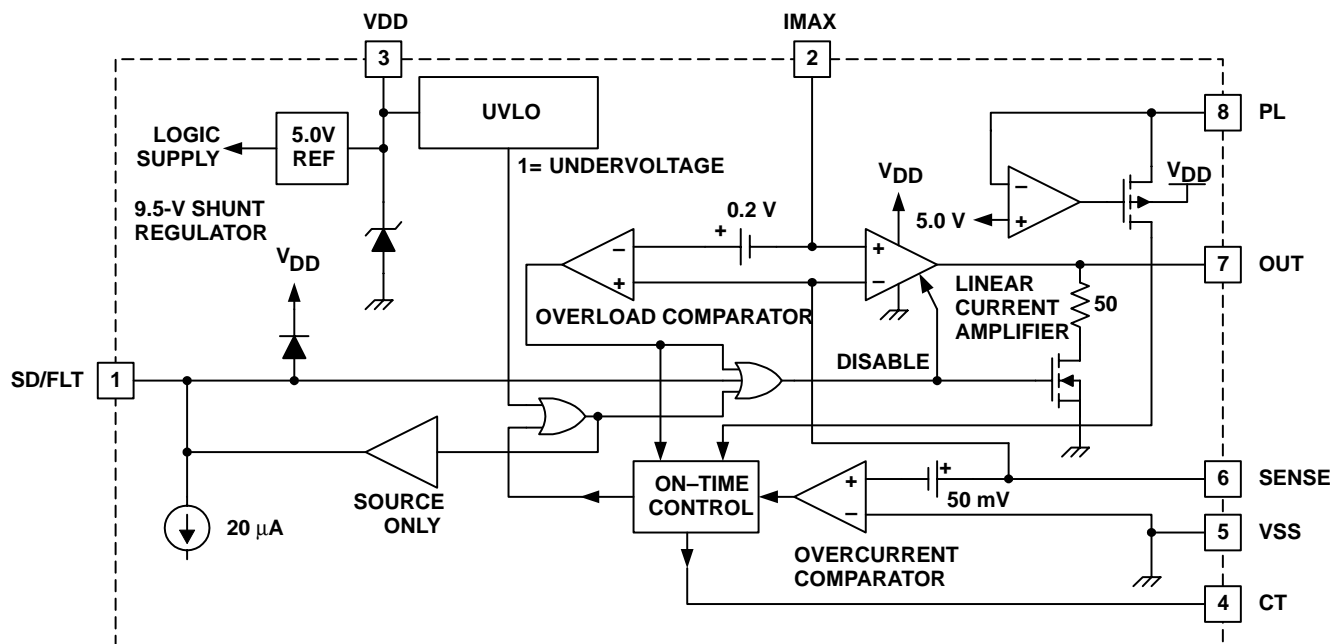 VDD
IMAX
3
2
UVLO
8
PL
LOGIC
SUPPLY
5.0V
REF
1= UNDERVOLTAGE
9.5-V SHUNT
REGULATOR
VDD
VDD
VDD
0.2 V
+
–
5.0 V
+
–
+
+
–
7
OUT
OVERLOAD COMPARATOR
LINEAR
CURRENT
AMPLIFIER
50
SD/FLT
1
DISABLE
SOURCE
ONLY
20 μA
ON–TIME
CONTROL
+
–
+
50 mV
6
SENSE
5
VSS
OVERCURRENT
COMPARATOR
4
CT